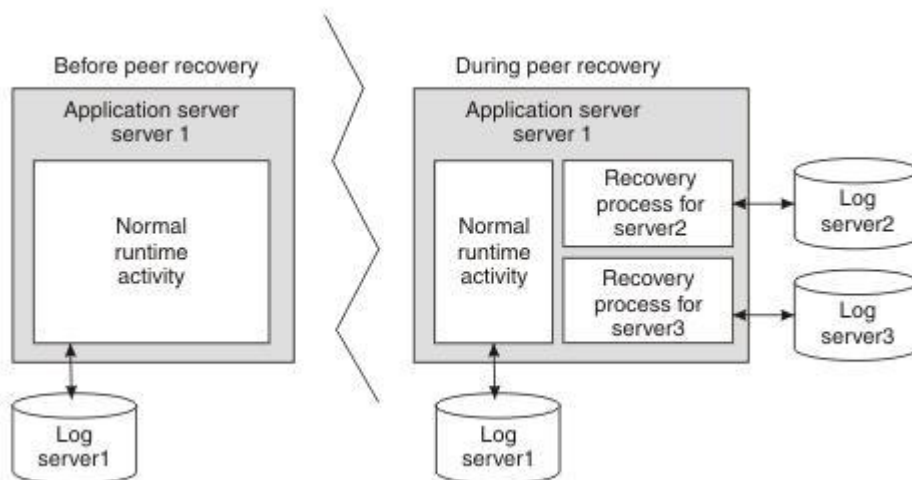 Before peer recovery
Application server
server 1
Normal
runtime
activity
Log
server1
During peer recovery
Application server
server 1
Normal
runtime
activity
Recovery
process for
server2
Recovery
process for
server3
Log
server2
Log
server3
Log
server1